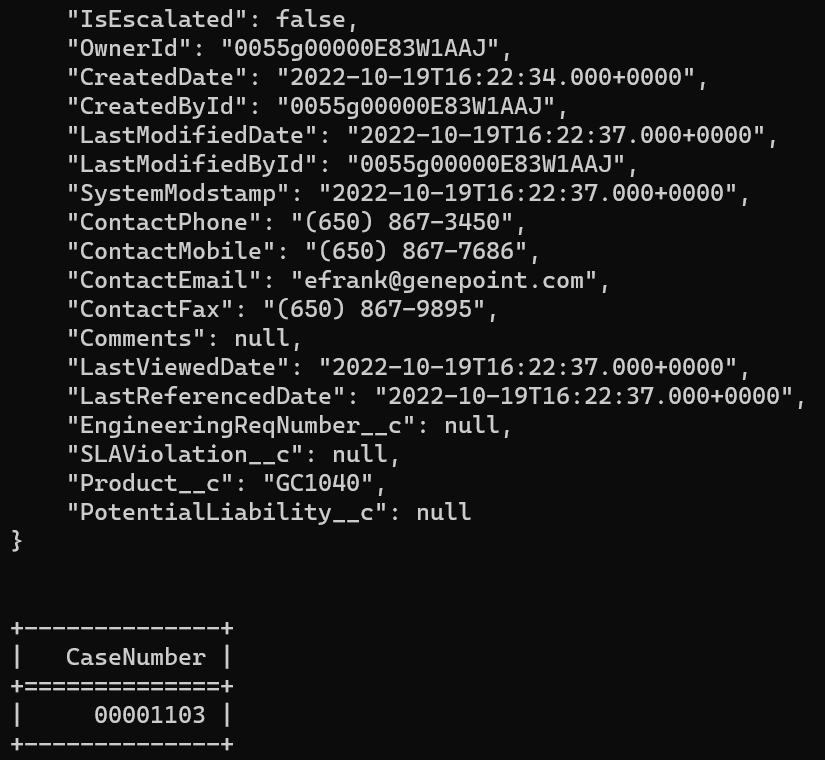 "IsEscalated": false,
"OwnerId": "0055g00000E83W1AAJ",
"CreatedDate": "2022-10-19T16:22:34.000+0000",
"CreatedById": "0055g00000E83W1AAJ",
"LastModifiedDate": "2022-10-19T16:22:37.000+0000",
"LastModifiedById": "0055g00000E83W1AAJ",
"SystemModstamp": "2022-10-19T16:22:37.000+0000",
"ContactPhone": "(650) 867-3450",
"ContactMobile": "(650) 867-7686",
"ContactEmail": "efrank@genepoint.com",
"ContactFax": "(650) 867-9895",
"Comments": null,
"LastViewedDate": "2022-10-19T16:22:37.000+0000",
"LastReferencedDate": "2022-10-19T16:22:37.000+0000",
"EngineeringReqNumber__c": null,
"SLAViolation__c": null,
"Product__c": "GC1040",
"PotentialLiability__c": null
}
+--------------+
|   CaseNumber |
+==============+
|     00001103 |
+--------------+